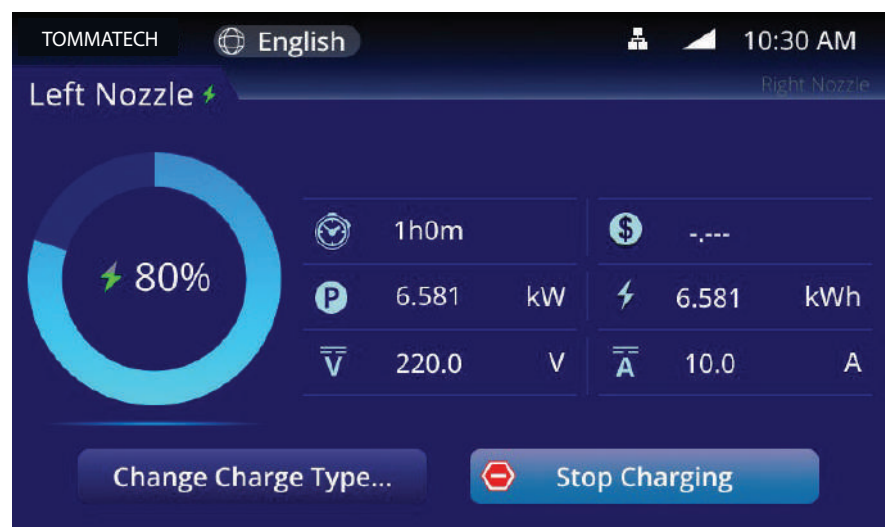 TOMMATECH English 10:30 AM
Left Nozzle Right Nozzle
80%
1h0m $ -,---
P 6.581 kW 6.581 kWh
V 220.0 V A 10.0 A
Change Charge Type... Stop Charging